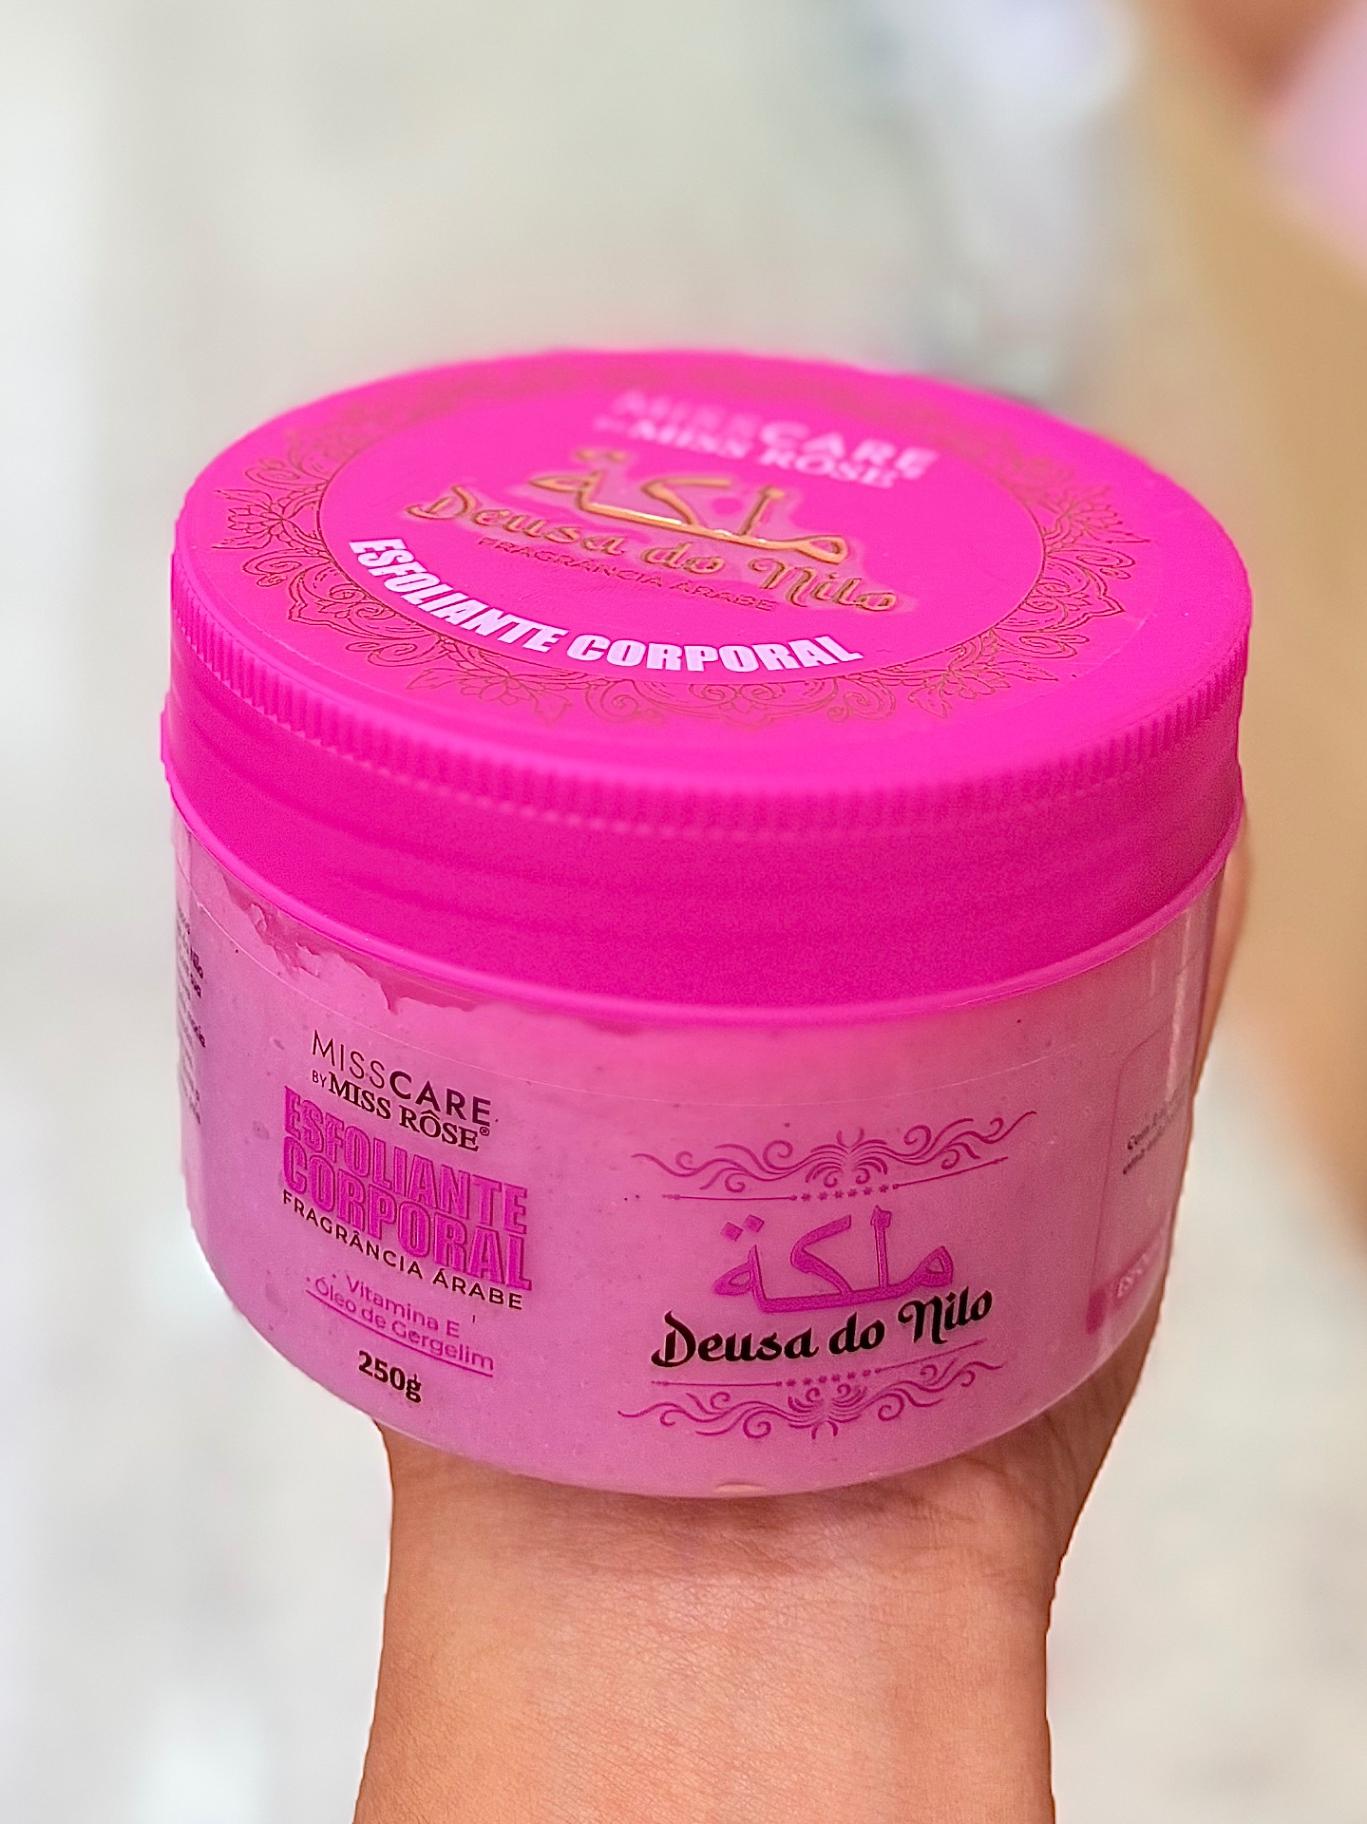 MISSCARE
BY MISS RÔSE
ملكة
Deusa do Nilo
FRAGRÂNCIA ÁRABE
ESFOLIANTE CORPORAL
MISSCARE
BY MISS RÔSE®
ESFOLIANTE
CORPORAL
FRAGRÂNCIA ÁRABE
Vitamina E
Óleo de Gergelim
250g
ملكة
Deusa do Nilo